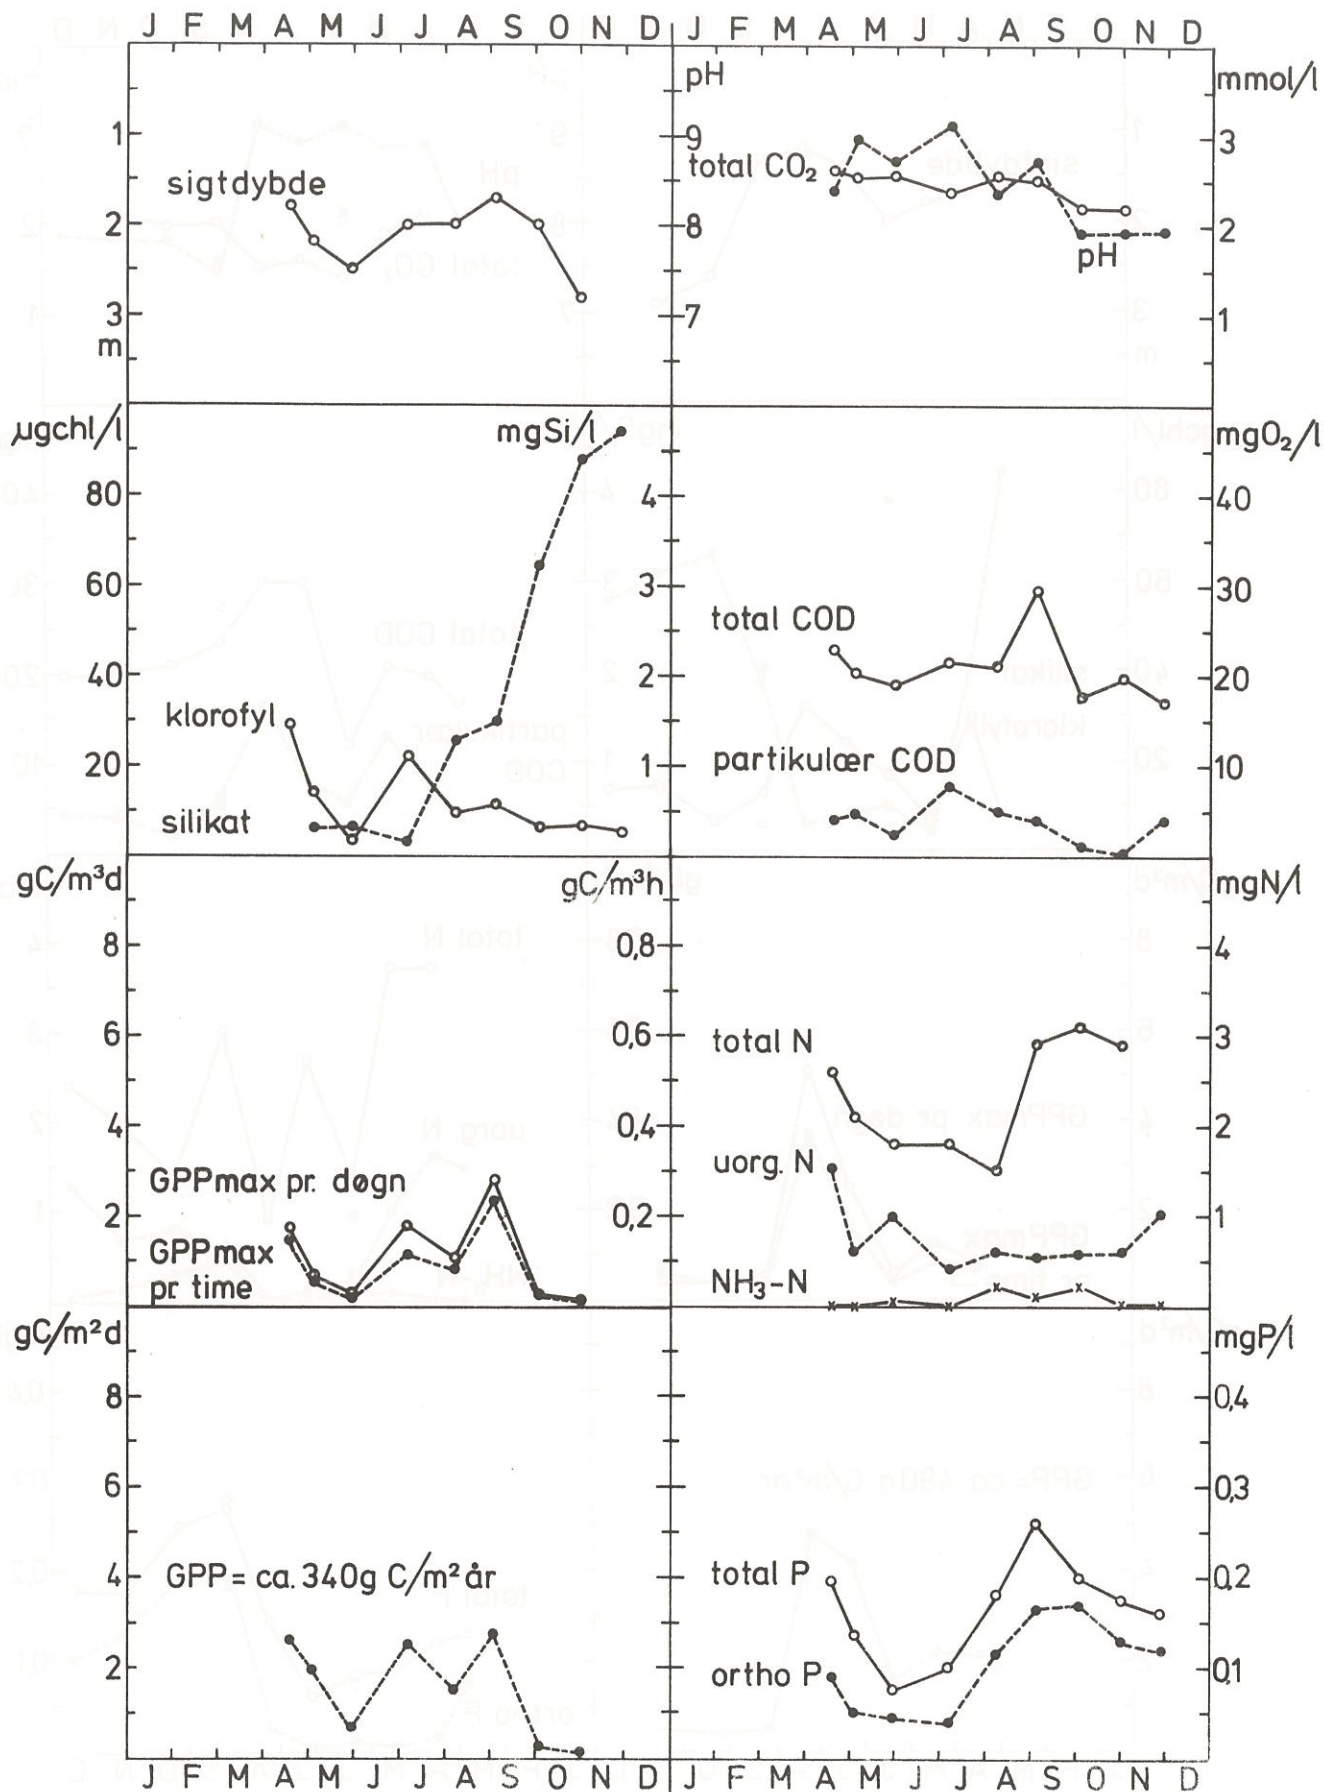 J F M A M J J A S O N D
J F M A M J J A S O N D
1
2
3
m
sigtdybde
pH
9
8
7
total CO₂
pH
mmol/l
3
2
1
µgchl/l
80
60
40
20
mgSi/l
4
3
2
1
klorofyl
silikat
mgO₂/l
40
30
20
10
total COD
partikulær COD
gC/m³d
8
6
4
2
gC/m³h
0,8
0,6
0,4
0,2
GPPmax pr. døgn
GPPmax
pr. time
mgN/l
4
3
2
1
total N
uorg. N
NH₃-N
gC/m²d
8
6
4
2
GPP = ca. 340g C/m² år
mgP/l
0,4
0,3
0,2
0,1
total P
ortho P
J F M A M J J A S O N D
J F M A M J J A S O N D